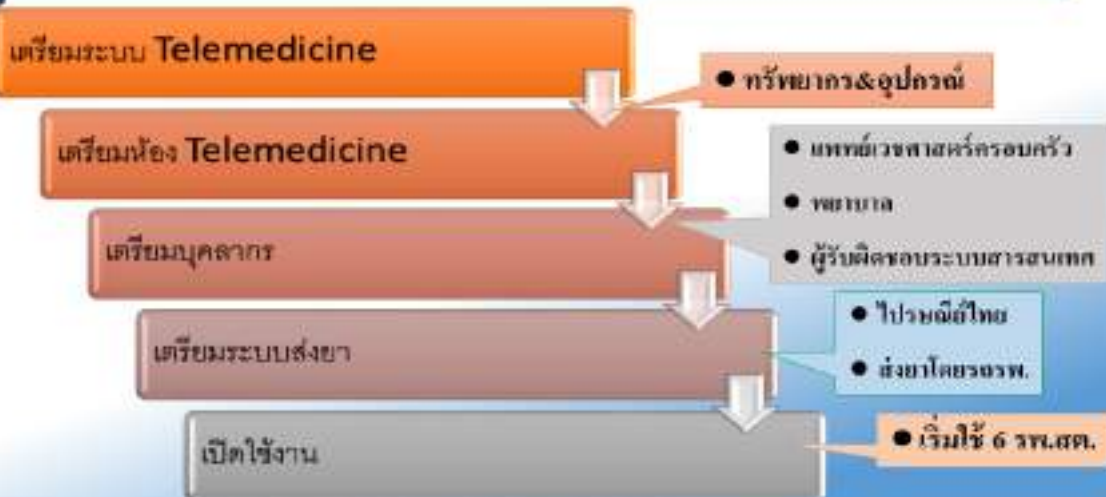 เตรียมระบบ Telemedicine
● ทรัพยากร&อุปกรณ์
เตรียมห้อง Telemedicine
● แพทย์เวชศาสตร์ครอบครัว
● พยาบาล
● ผู้รับผิดชอบระบบสารสนเทศ
เตรียมบุคลากร
เตรียมระบบส่งยา
● ไปรษณีย์ไทย
● ส่งยาโดยรถรพ.
เปิดใช้งาน
● เริ่มใช้ 6 รพ.สต.